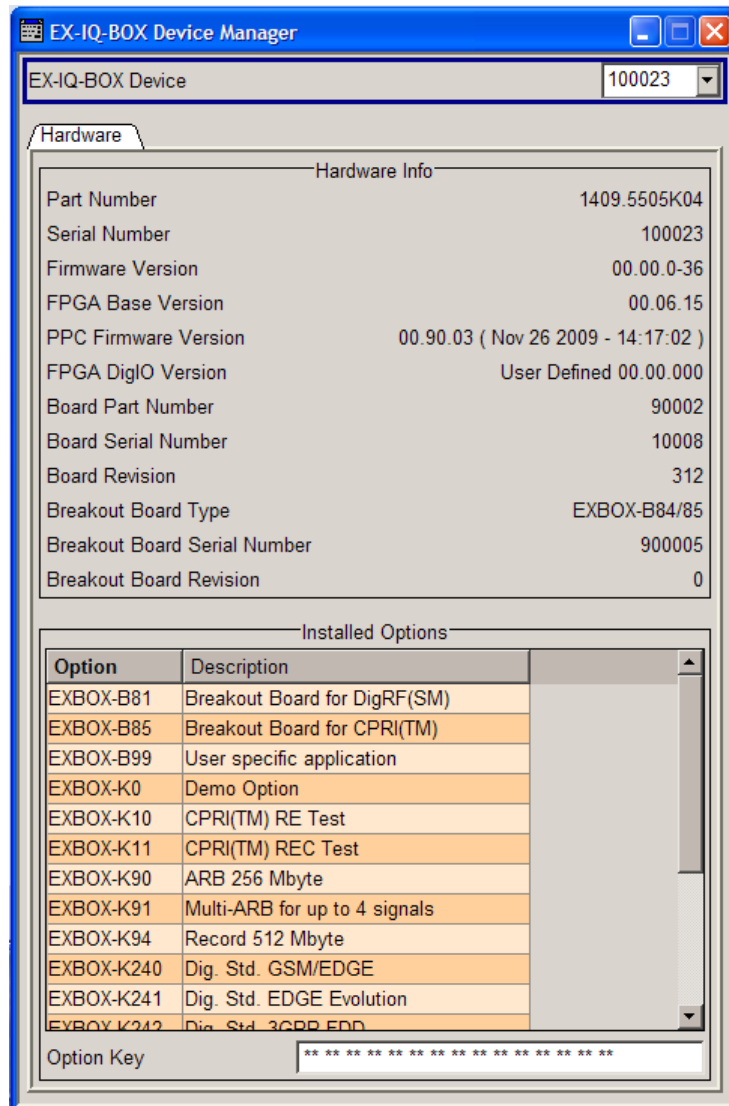 EX-IQ-BOX Device Manager
EX-IQ-BOX Device 100023
Hardware
Hardware Info
Part Number 1409.5505K04
Serial Number 100023
Firmware Version 00.00.0-36
FPGA Base Version 00.06.15
PPC Firmware Version 00.90.03 ( Nov 26 2009 - 14:17:02 )
FPGA DigIO Version User Defined 00.00.000
Board Part Number 90002
Board Serial Number 10008
Board Revision 312
Breakout Board Type EXBOX-B84/85
Breakout Board Serial Number 900005
Breakout Board Revision 0
Installed Options
Option Description
EXBOX-B81 Breakout Board for DigRF(SM)
EXBOX-B85 Breakout Board for CPRI(TM)
EXBOX-B99 User specific application
EXBOX-K0 Demo Option
EXBOX-K10 CPRI(TM) RE Test
EXBOX-K11 CPRI(TM) REC Test
EXBOX-K90 ARB 256 Mbyte
EXBOX-K91 Multi-ARB for up to 4 signals
EXBOX-K94 Record 512 Mbyte
EXBOX-K240 Dig. Std. GSM/EDGE
EXBOX-K241 Dig. Std. EDGE Evolution
EXBOX-K242 Dig. Std. 3GPP FDD
Option Key ** ** ** ** ** ** ** ** ** ** ** ** ** ** **